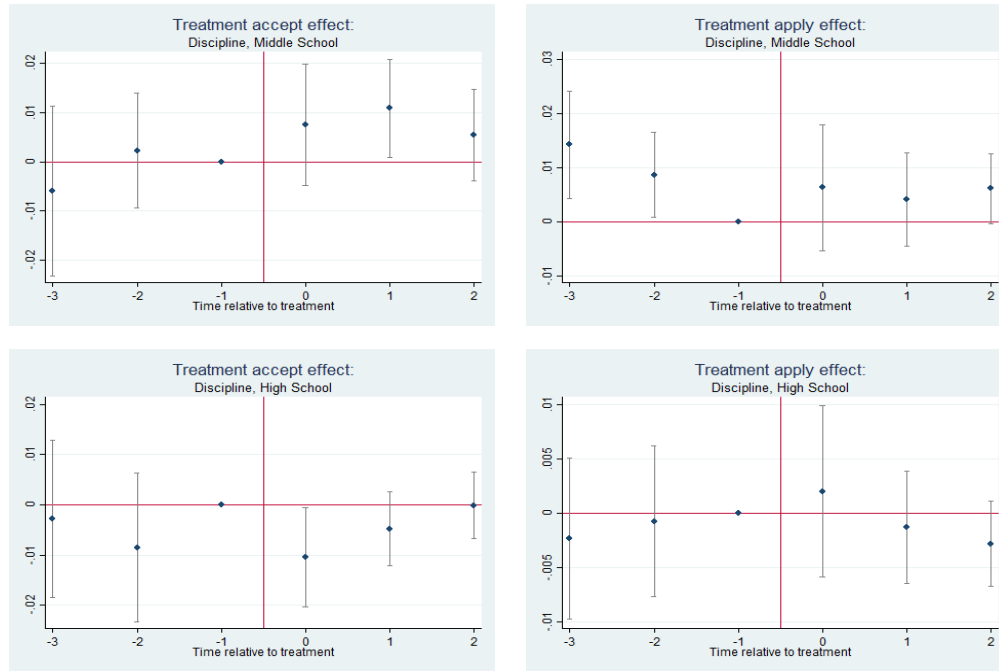 Treatment accept effect:
Discipline, Middle School
.02
.01
0
-.01
-.02
-3 -2 -1 0 1 2
Time relative to treatment
Treatment apply effect:
Discipline, Middle School
.03
.02
.01
0
-.01
-3 -2 -1 0 1 2
Time relative to treatment
Treatment accept effect:
Discipline, High School
.02
.01
0
-.01
-.02
-3 -2 -1 0 1 2
Time relative to treatment
Treatment apply effect:
Discipline, High School
.01
.005
0
-.005
-.01
-3 -2 -1 0 1 2
Time relative to treatment